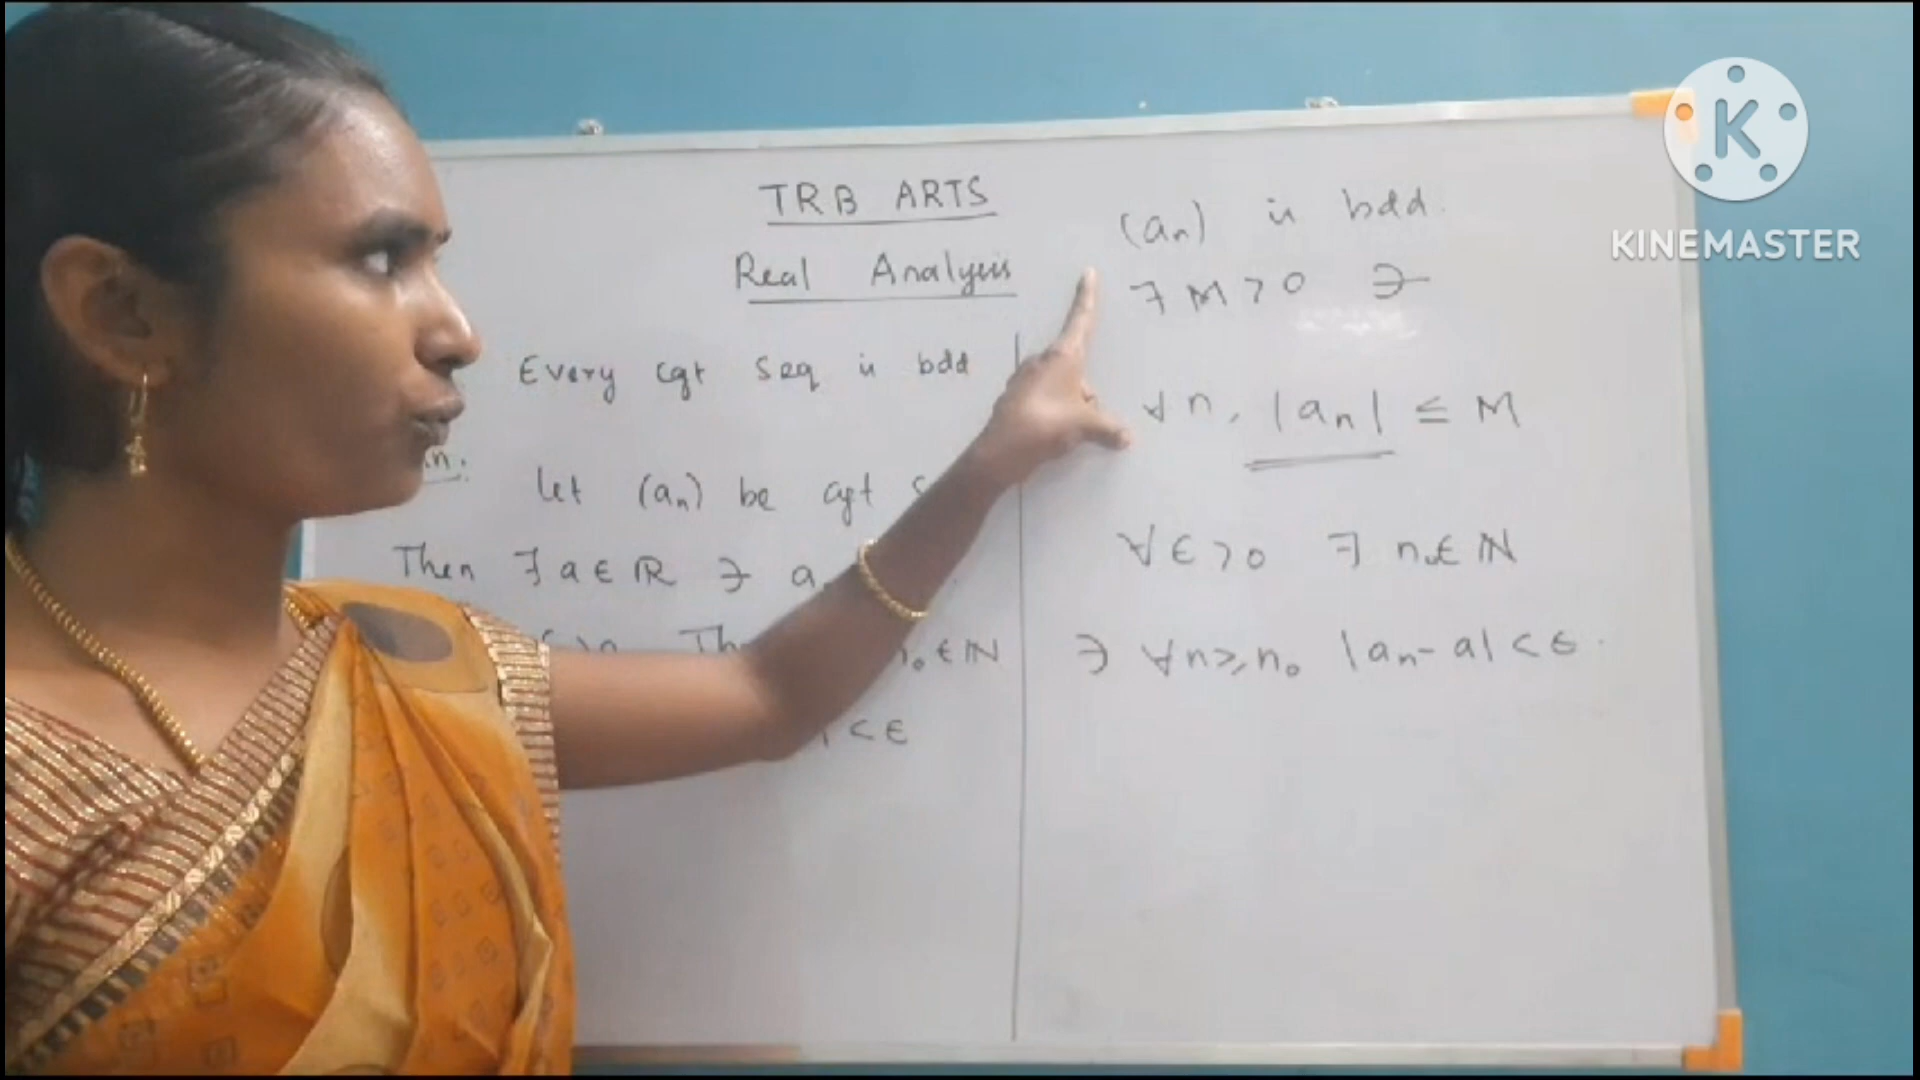 TRB ARTS
Real Analysis
Every cgt seq is bdd
Let (aₙ) be cgt
Then ∃ a ∈ ℝ ∋ a
n₀ ∈ ℕ
< ϵ
(aₙ) is bdd.
∃ M > 0 ∋
∀ n, |aₙ| ≤ M
∀ ϵ > 0 ∃ n₀ ∈ ℕ
∋ ∀ n ≥ n₀ |aₙ - a| < ϵ.
K
KINEMASTER